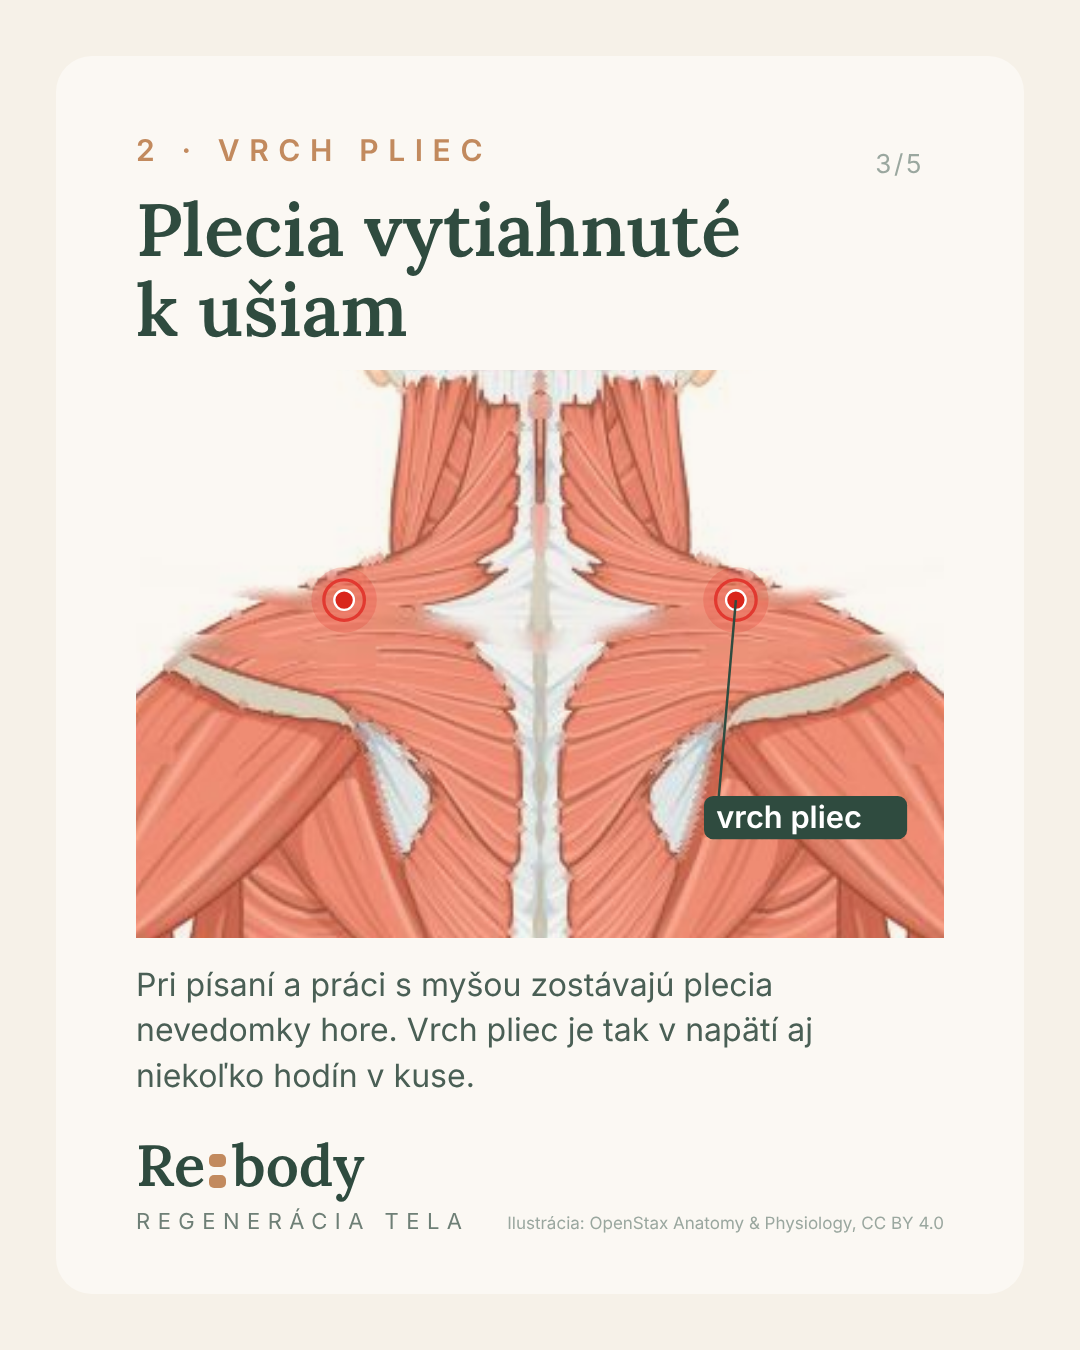 2 · VRCH PLIEC
3/5
Plecia vytiahnuté
k ušiam
vrch pliec
Pri písaní a práci s myšou zostávajú plecia
nevedomky hore. Vrch pliec je tak v napätí aj
niekoľko hodín v kuse.
Re:body
REGENERÁCIA TELA
Ilustrácia: OpenStax Anatomy & Physiology, CC BY 4.0